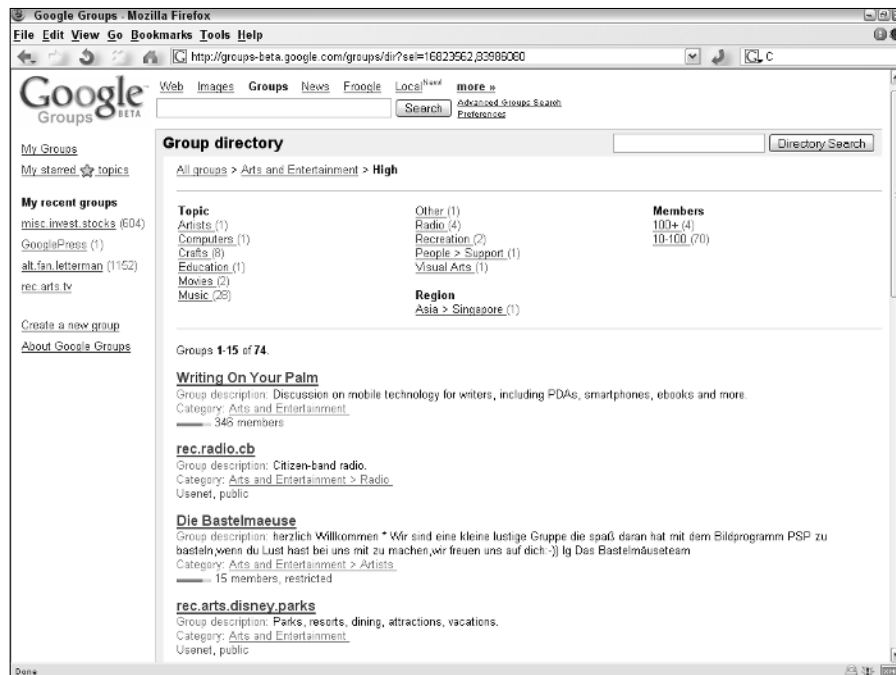 Google Groups - Mozilla Firefox
File Edit View Go Bookmarks Tools Help
http://groups-beta.google.com/groups/dir?sel=16823562,83986080
G C
Google Groups BETA
Web Images Groups News Froogle Local New! more »
Search
Advanced Groups Search
Preferences
Group directory
Directory Search
My Groups
My starred topics
My recent groups
misc.invest.stocks (604)
GooglePress (1)
alt.fan.letterman (1152)
rec.arts.tv
Create a new group
About Google Groups
All groups > Arts and Entertainment > High
Topic
Artists (1)
Computers (1)
Crafts (8)
Education (1)
Movies (2)
Music (28)
Other (1)
Radio (4)
Recreation (2)
People > Support (1)
Visual Arts (1)
Region
Asia > Singapore (1)
Members
100+ (4)
10-100 (70)
Groups 1-15 of 74.
Writing On Your Palm
Group description: Discussion on mobile technology for writers, including PDAs, smartphones, ebooks and more.
Category: Arts and Entertainment
346 members
rec.radio.cb
Group description: Citizen-band radio.
Category: Arts and Entertainment > Radio
Usenet, public
Die Bastelmaeuse
Group description: herzlich Willkommen * Wir sind eine kleine lustige Gruppe die spaß daran hat mit dem Bildprogramm PSP zu
basteln,wenn du Lust hast bei uns mit zu machen,wir freuen uns auf dich:-)) lg Das Bastelmäuseteam
Category: Arts and Entertainment > Artists
15 members, restricted
rec.arts.disney.parks
Group description: Parks, resorts, dining, attractions, vacations.
Category: Arts and Entertainment
Usenet, public
Done